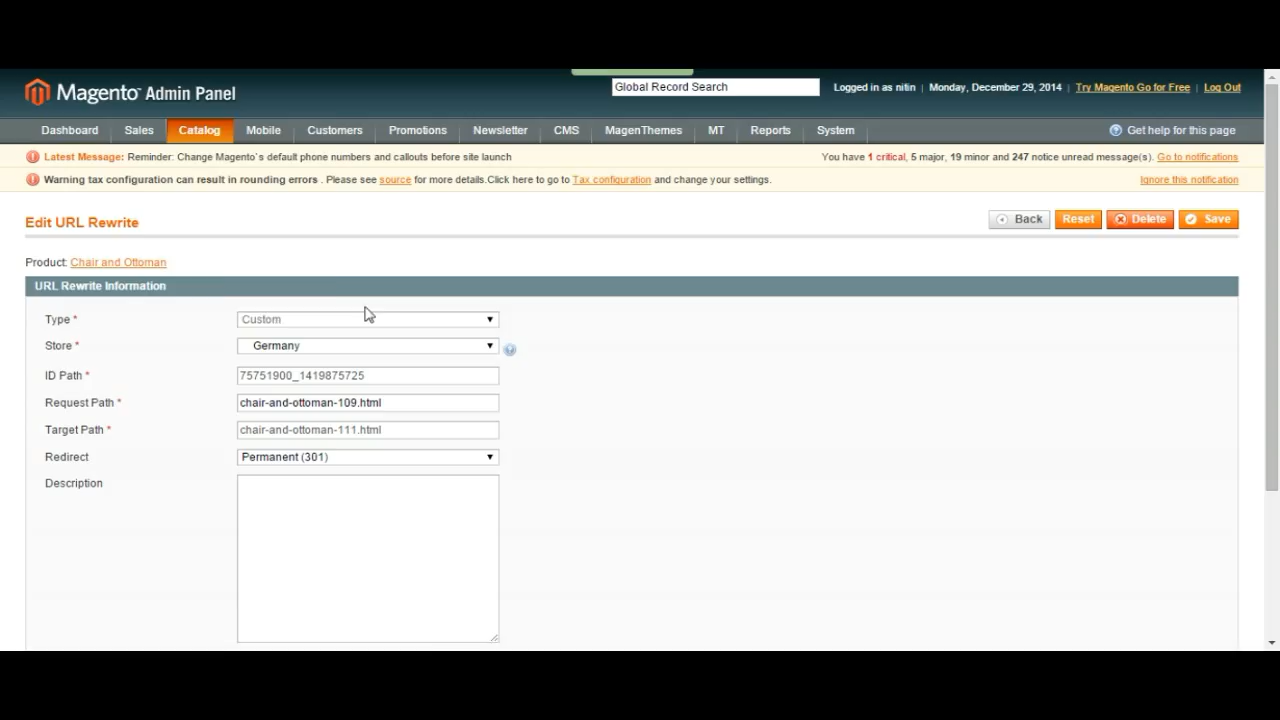 Magento Admin Panel
Global Record Search
Logged in as nitin | Monday, December 29, 2014 | Try Magento Go for Free | Log Out
Dashboard Sales Catalog Mobile Customers Promotions Newsletter CMS MagenThemes MT Reports System Get help for this page
Latest Message: Reminder: Change Magento`s default phone numbers and callouts before site launch You have 1 critical, 5 major, 19 minor and 247 notice unread message(s). Go to notifications
Warning tax configuration can result in rounding errors . Please see source for more details.Click here to go to Tax configuration and change your settings. Ignore this notification
Edit URL Rewrite Back Reset Delete Save
Product: Chair and Ottoman
URL Rewrite Information
Type * Custom
Store * Germany
ID Path * 75751900_1419875725
Request Path * chair-and-ottoman-109.html
Target Path * chair-and-ottoman-111.html
Redirect Permanent (301)
Description